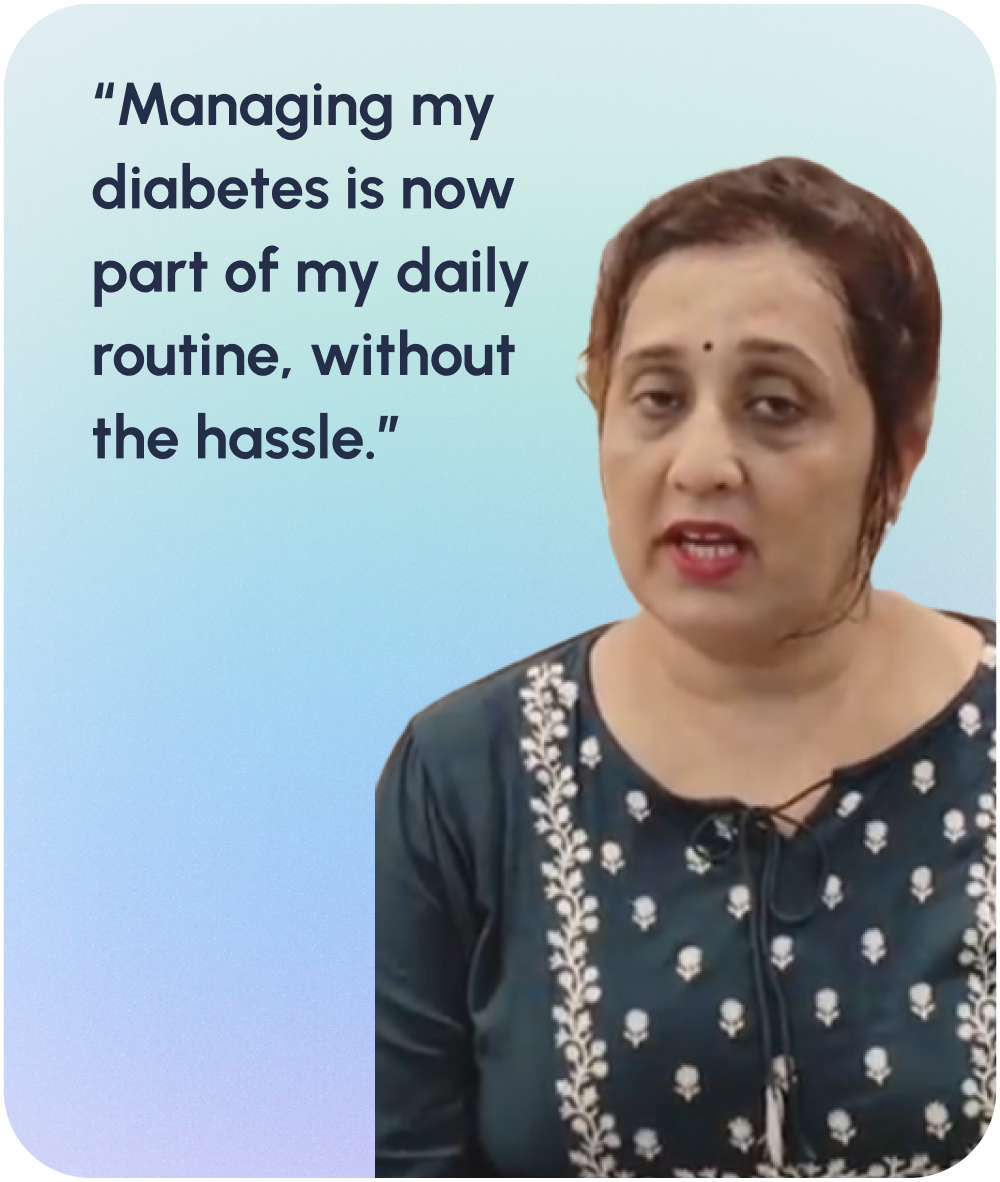 “Managing my
diabetes is now
part of my daily
routine, without
the hassle.”